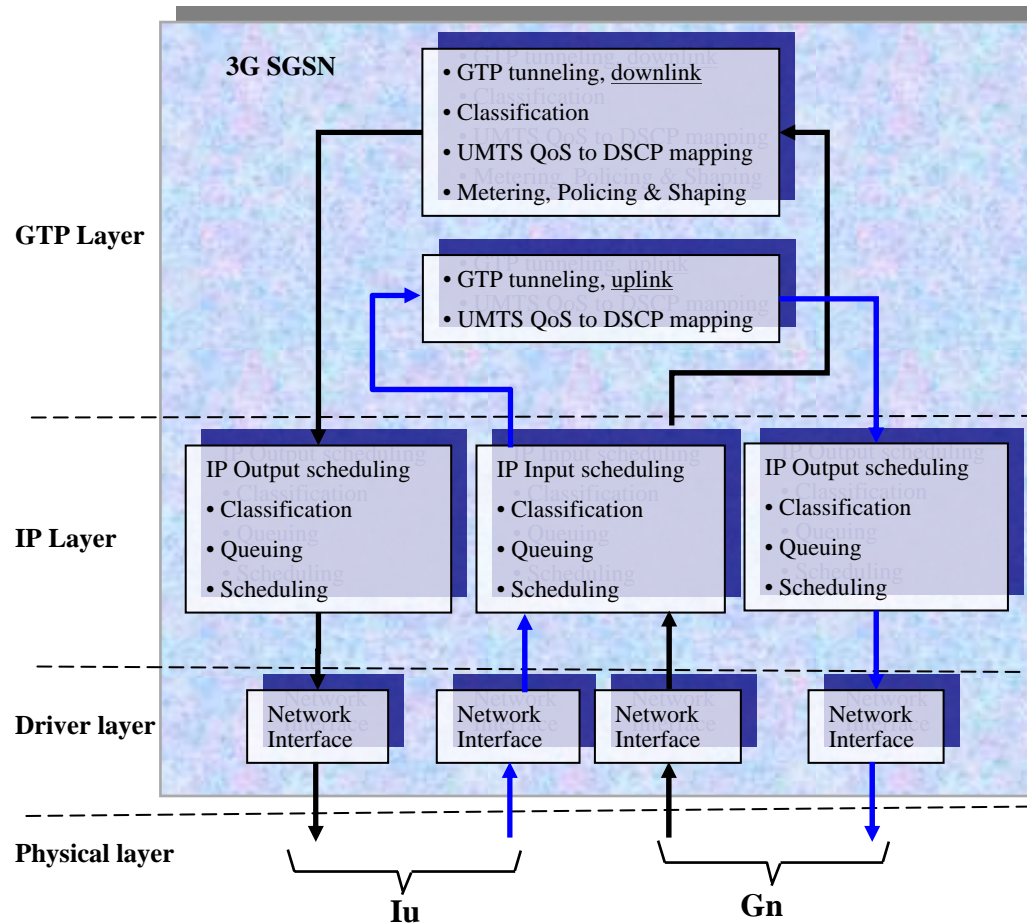 3G SGSN
• GTP tunneling, downlink
• Classification
• UMTS QoS to DSCP mapping
• Metering, Policing & Shaping
GTP Layer
• GTP tunneling, uplink
• UMTS QoS to DSCP mapping
IP Layer
IP Output scheduling
• Classification
• Queuing
• Scheduling
IP Input scheduling
• Classification
• Queuing
• Scheduling
IP Output scheduling
• Classification
• Queuing
• Scheduling
Driver layer
Network
Interface
Network
Interface
Network
Interface
Network
Interface
Physical layer
Iu
Gn